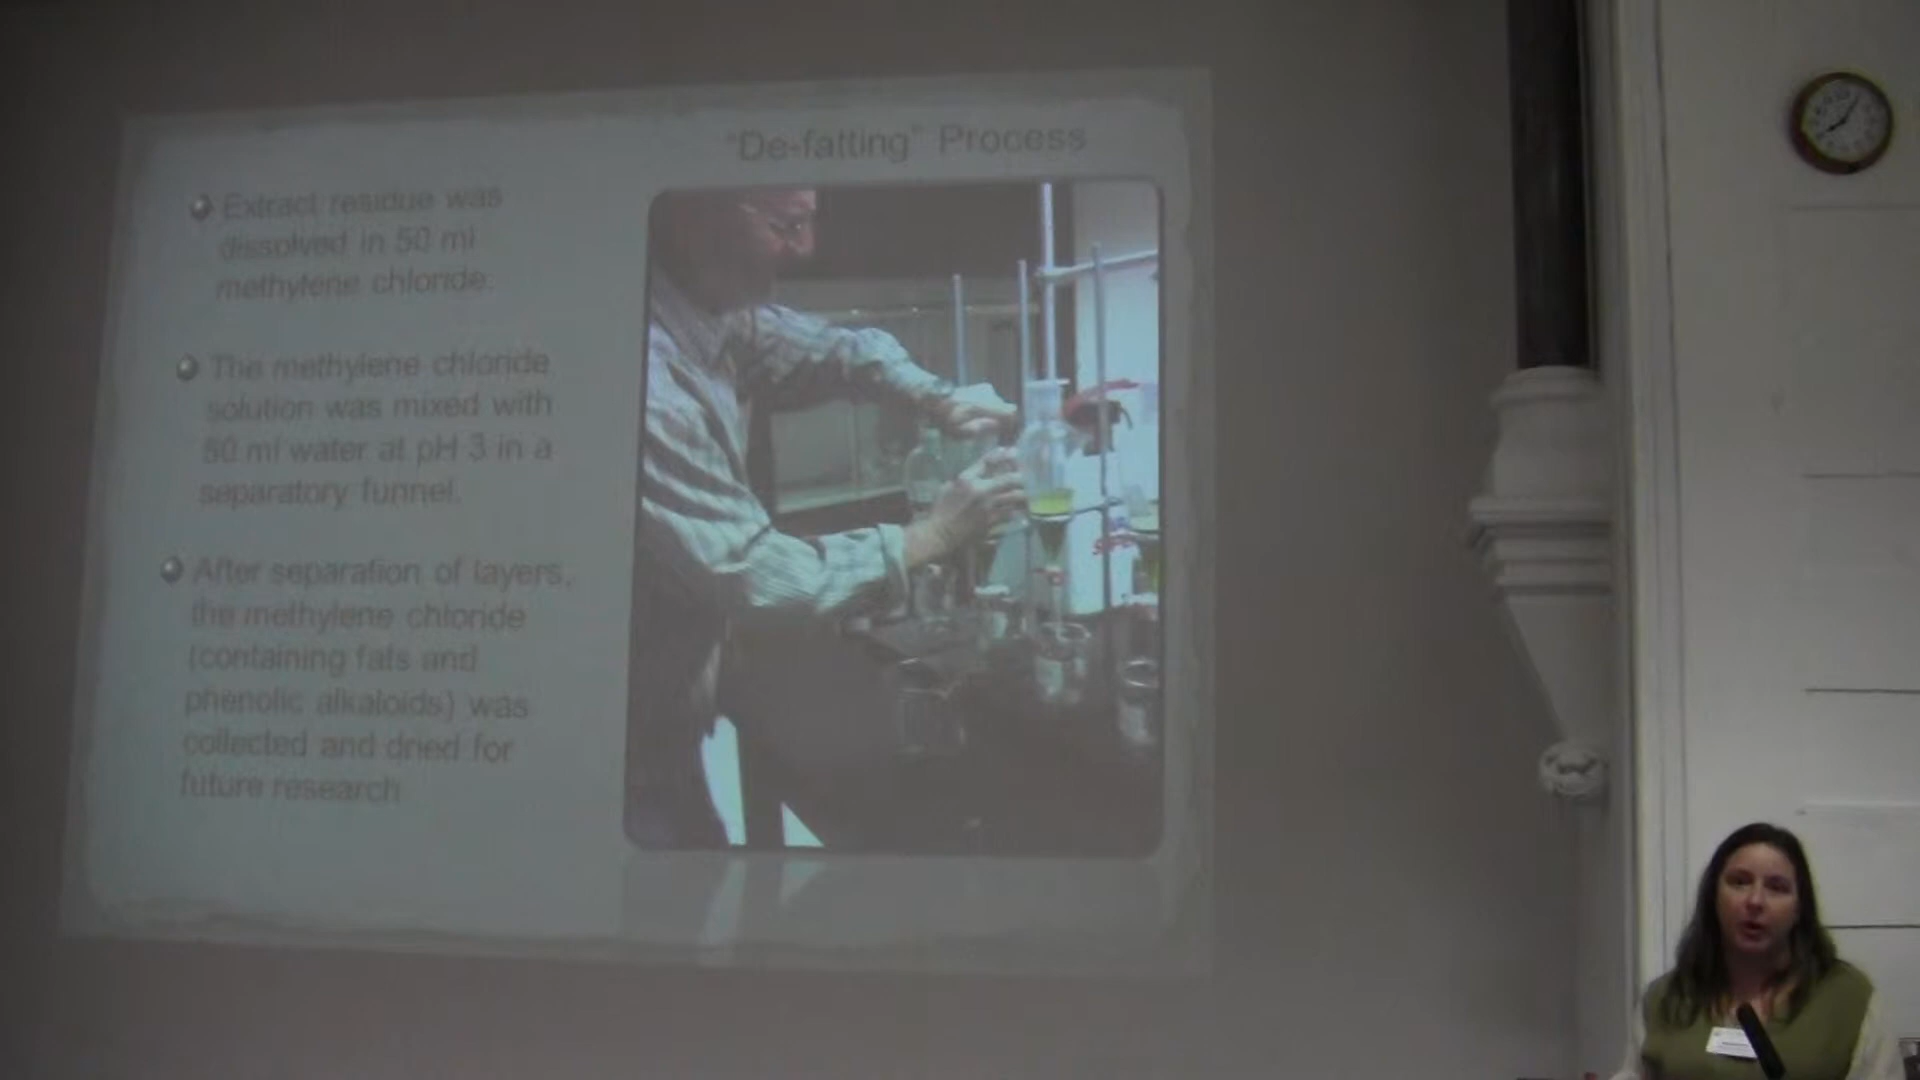 "De-fatting" Process
Extract residue was
dissolved in 50 ml
methylene chloride.
The methylene chloride
solution was mixed with
50 ml water at pH 3 in a
separatory funnel.
After separation of layers,
the methylene chloride
(containing fats and
phenolic alkaloids) was
collected and dried for
future research